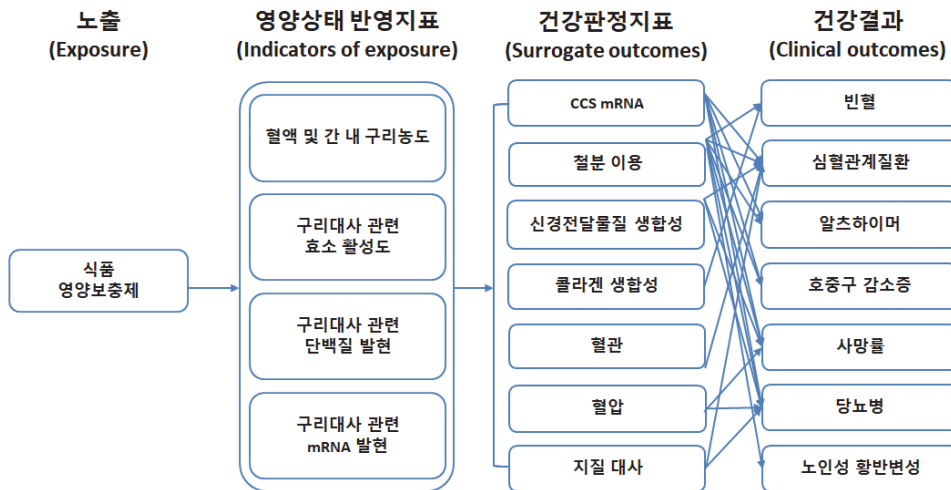 노출
(Exposure)
영양상태 반영지표
(Indicators of exposure)
건강판정지표
(Surrogate outcomes)
건강결과
(Clinical outcomes)
식품
영양보충제
혈액 및 간 내 구리농도
구리대사 관련
효소 활성도
구리대사 관련
단백질 발현
구리대사 관련
mRNA 발현
CCS mRNA
철분 이용
신경전달물질 생합성
콜라겐 생합성
혈관
혈압
지질 대사
빈혈
심혈관계질환
알츠하이머
호중구 감소증
사망률
당뇨병
노인성 황반변성